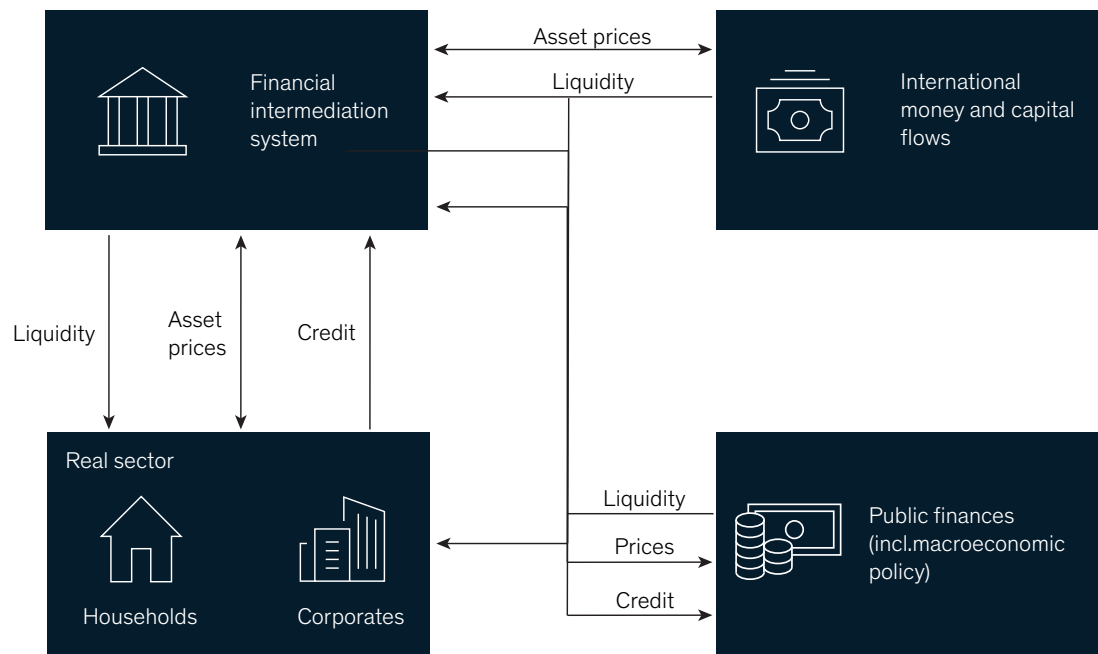 Asset prices
Liquidity
Financial
intermediation
system
International
money and capital
flows
Liquidity
Asset
prices
Credit
Real sector
Households
Corporates
Liquidity
Prices
Credit
Public finances
(incl.macroeconomic
policy)